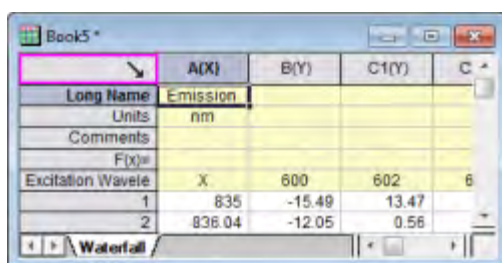 Book5 *
A(X) B(Y) C1(Y) C
Long Name Emission
Units nm
Comments
F(x)=
Excitation Wavele X 600 602 6
1 835 -15.49 13.47
2 836.04 -12.05 0.56
Waterfall